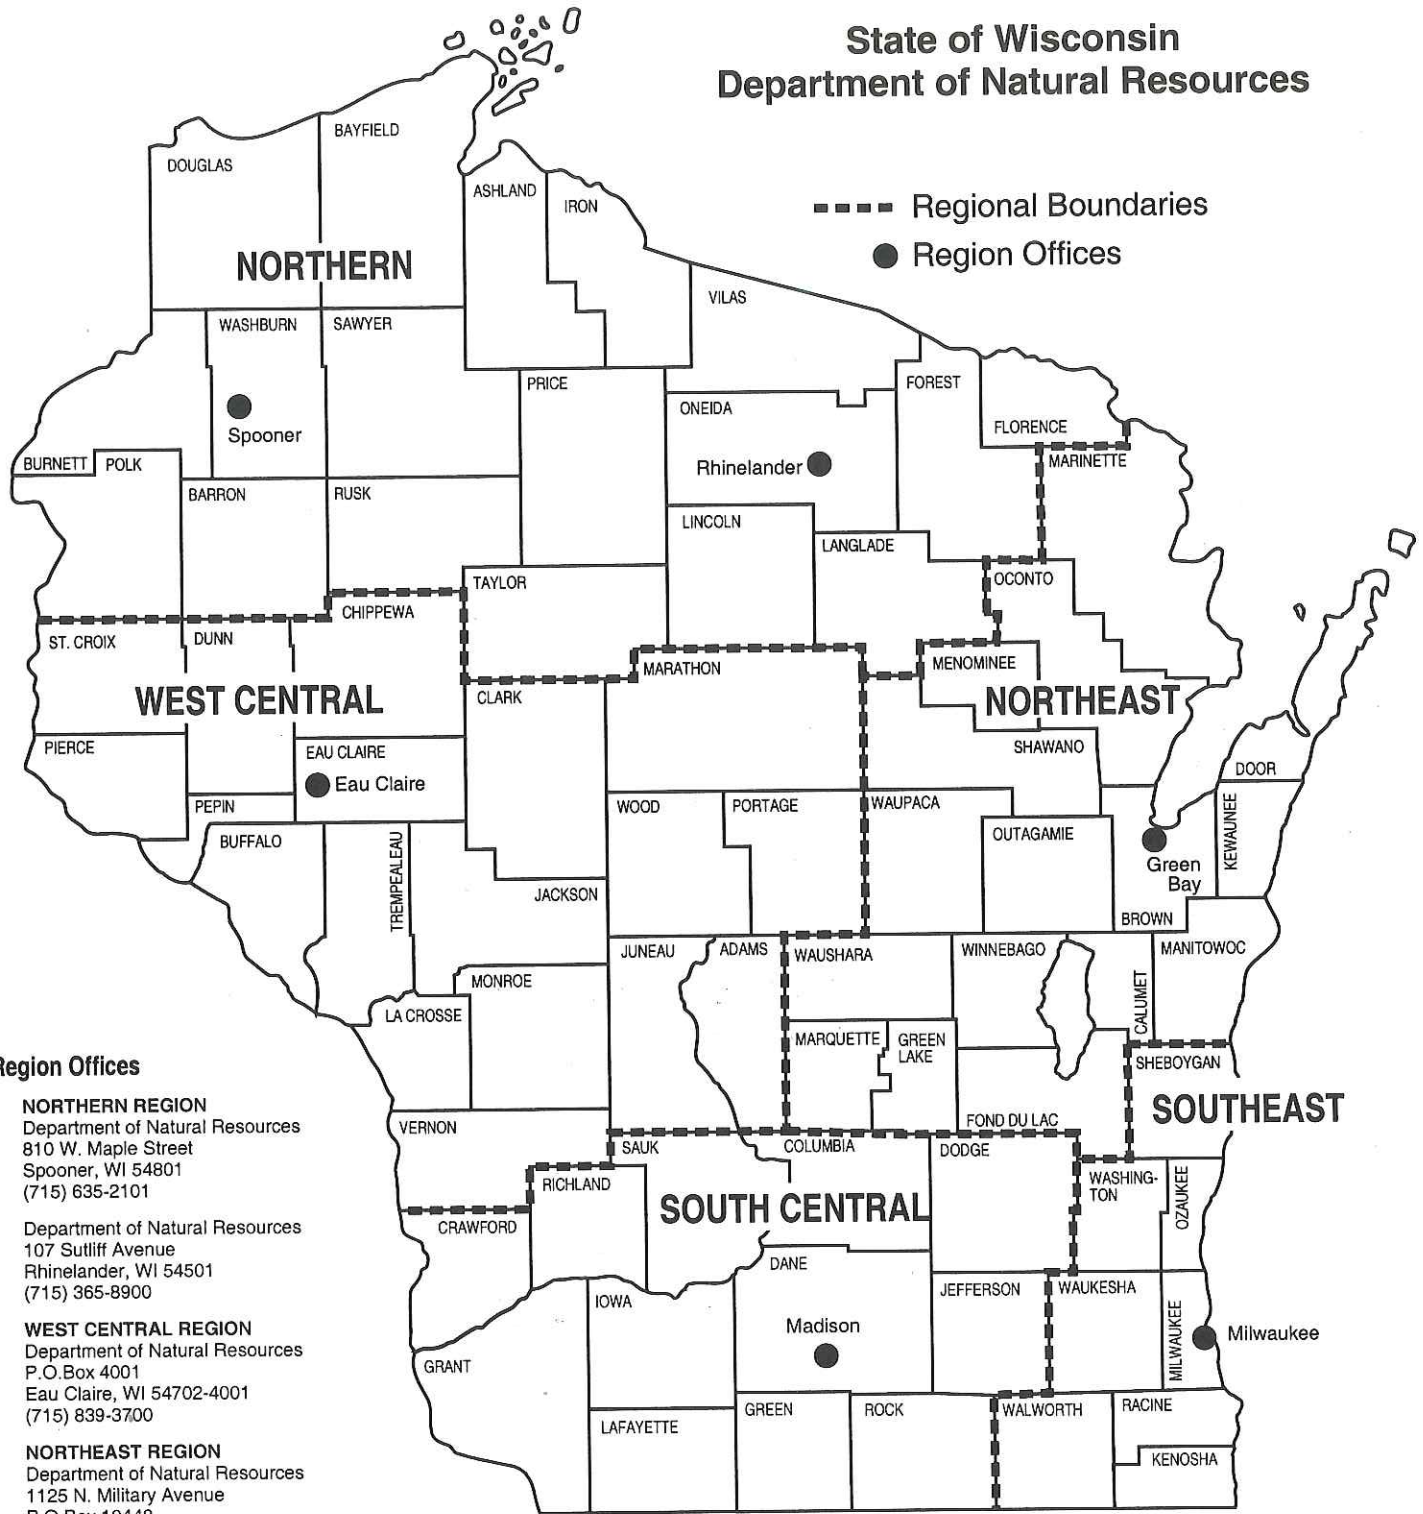 State of Wisconsin
Department of Natural Resources
Regional Boundaries
Region Offices
BAYFIELD
DOUGLAS
ASHLAND
IRON
NORTHERN
VILAS
WASHBURN
SAWYER
PRICE
FOREST
ONEIDA
FLORENCE
Spooner
BURNETT
POLK
Rhinelander
MARINETTE
BARRON
RUSK
LINCOLN
LANGLADE
TAYLOR
OCONTO
CHIPPEWA
ST. CROIX
DUNN
MARATHON
MENOMINEE
WEST CENTRAL
CLARK
NORTHEAST
PIERCE
EAU CLAIRE
SHAWANO
Eau Claire
DOOR
PEPIN
WOOD
PORTAGE
WAUPACA
KEWAUNEE
BUFFALO
TREMPEALEAU
OUTAGAMIE
Green
Bay
JACKSON
BROWN
JUNEAU
ADAMS
WAUSHARA
WINNEBAGO
MANITOWOC
MONROE
CALUMET
LA CROSSE
MARQUETTE
GREEN
LAKE
SHEBOYGAN
SOUTHEAST
VERNON
FOND DU LAC
SAUK
COLUMBIA
DODGE
RICHLAND
WASHING-
TON
OZAUKEE
SOUTH CENTRAL
CRAWFORD
DANE
IOWA
JEFFERSON
WAUKESHA
Madison
MILWAUKEE
Milwaukee
GRANT
GREEN
ROCK
WALWORTH
RACINE
LAFAYETTE
KENOSHA
Region Offices
NORTHERN REGION
Department of Natural Resources
810 W. Maple Street
Spooner, WI 54801
(715) 635-2101
Department of Natural Resources
107 Sutliff Avenue
Rhinelander, WI 54501
(715) 365-8900
WEST CENTRAL REGION
Department of Natural Resources
P.O.Box 4001
Eau Claire, WI 54702-4001
(715) 839-3700
NORTHEAST REGION
Department of Natural Resources
1125 N. Military Avenue